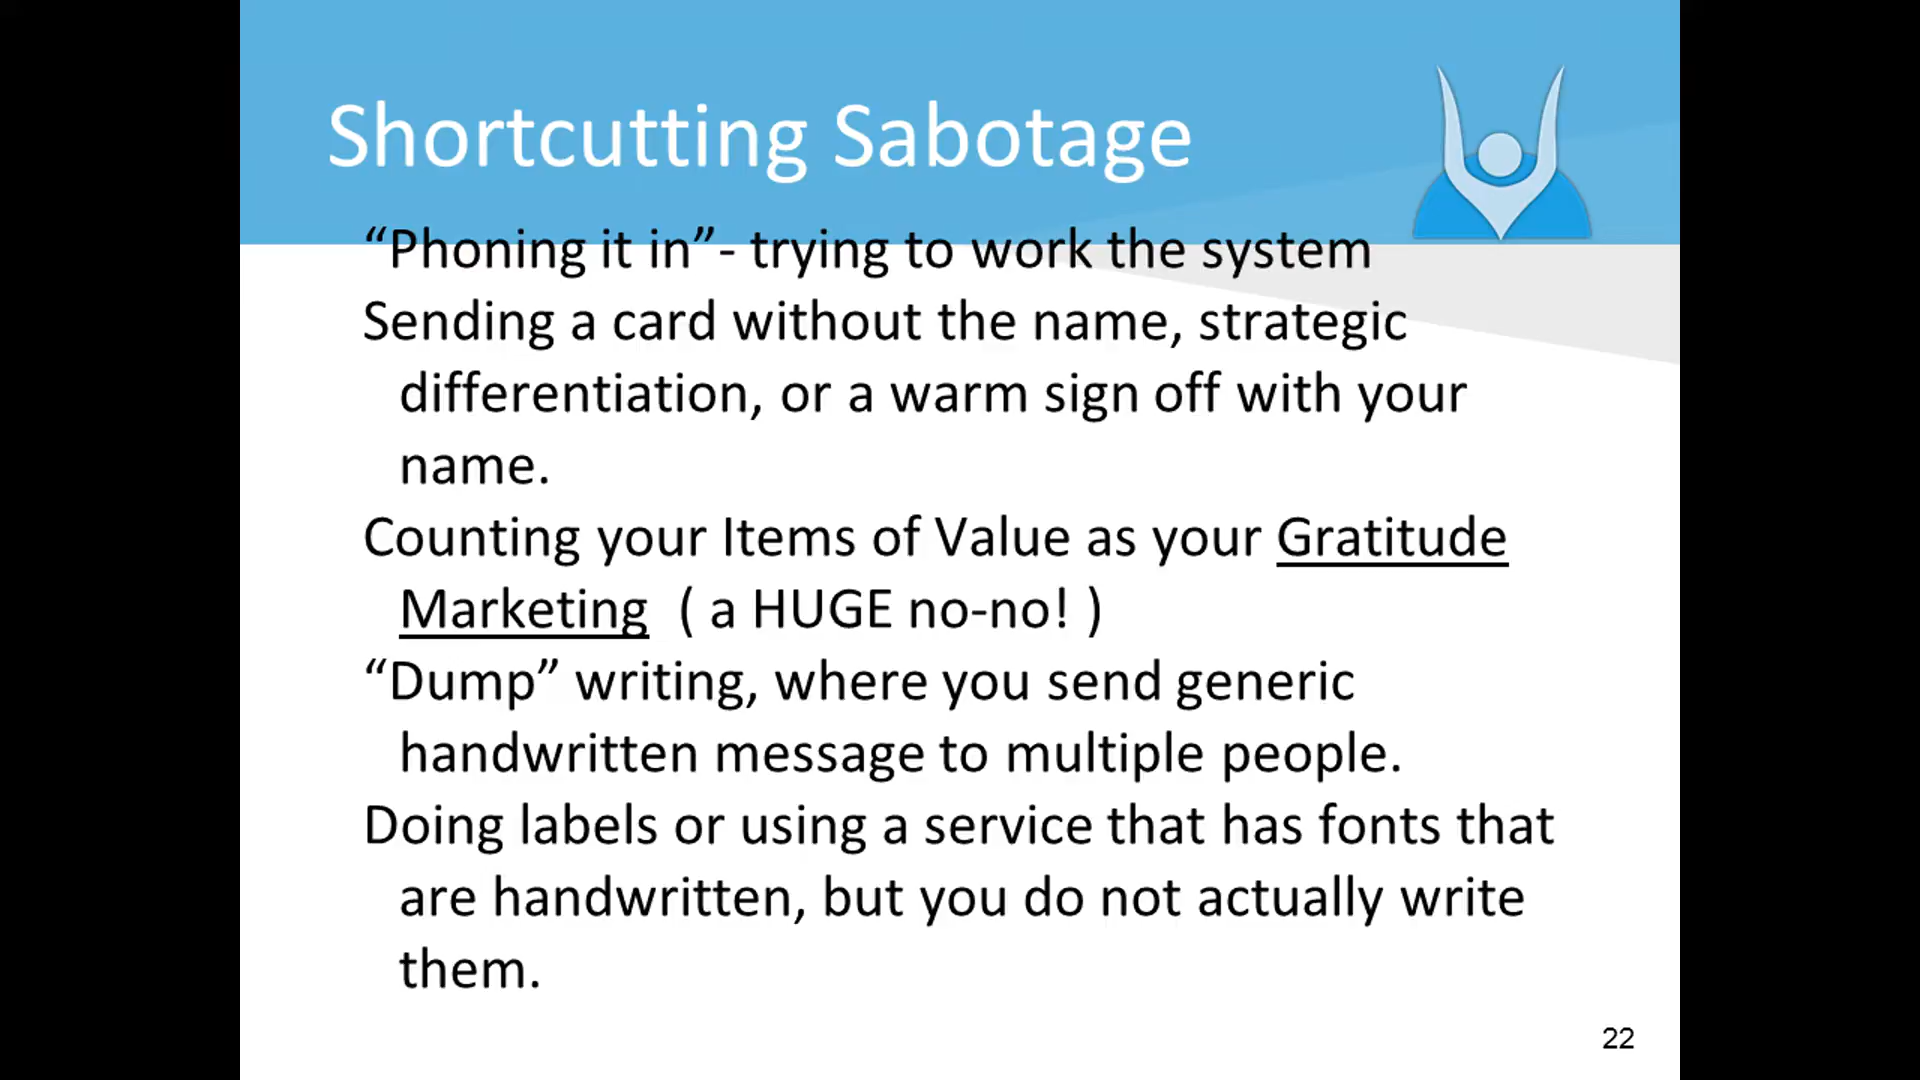 Shortcutting Sabotage
“Phoning it in”- trying to work the system
Sending a card without the name, strategic
differentiation, or a warm sign off with your
name.
Counting your Items of Value as your Gratitude
Marketing ( a HUGE no-no! )
“Dump” writing, where you send generic
handwritten message to multiple people.
Doing labels or using a service that has fonts that
are handwritten, but you do not actually write
them.
22